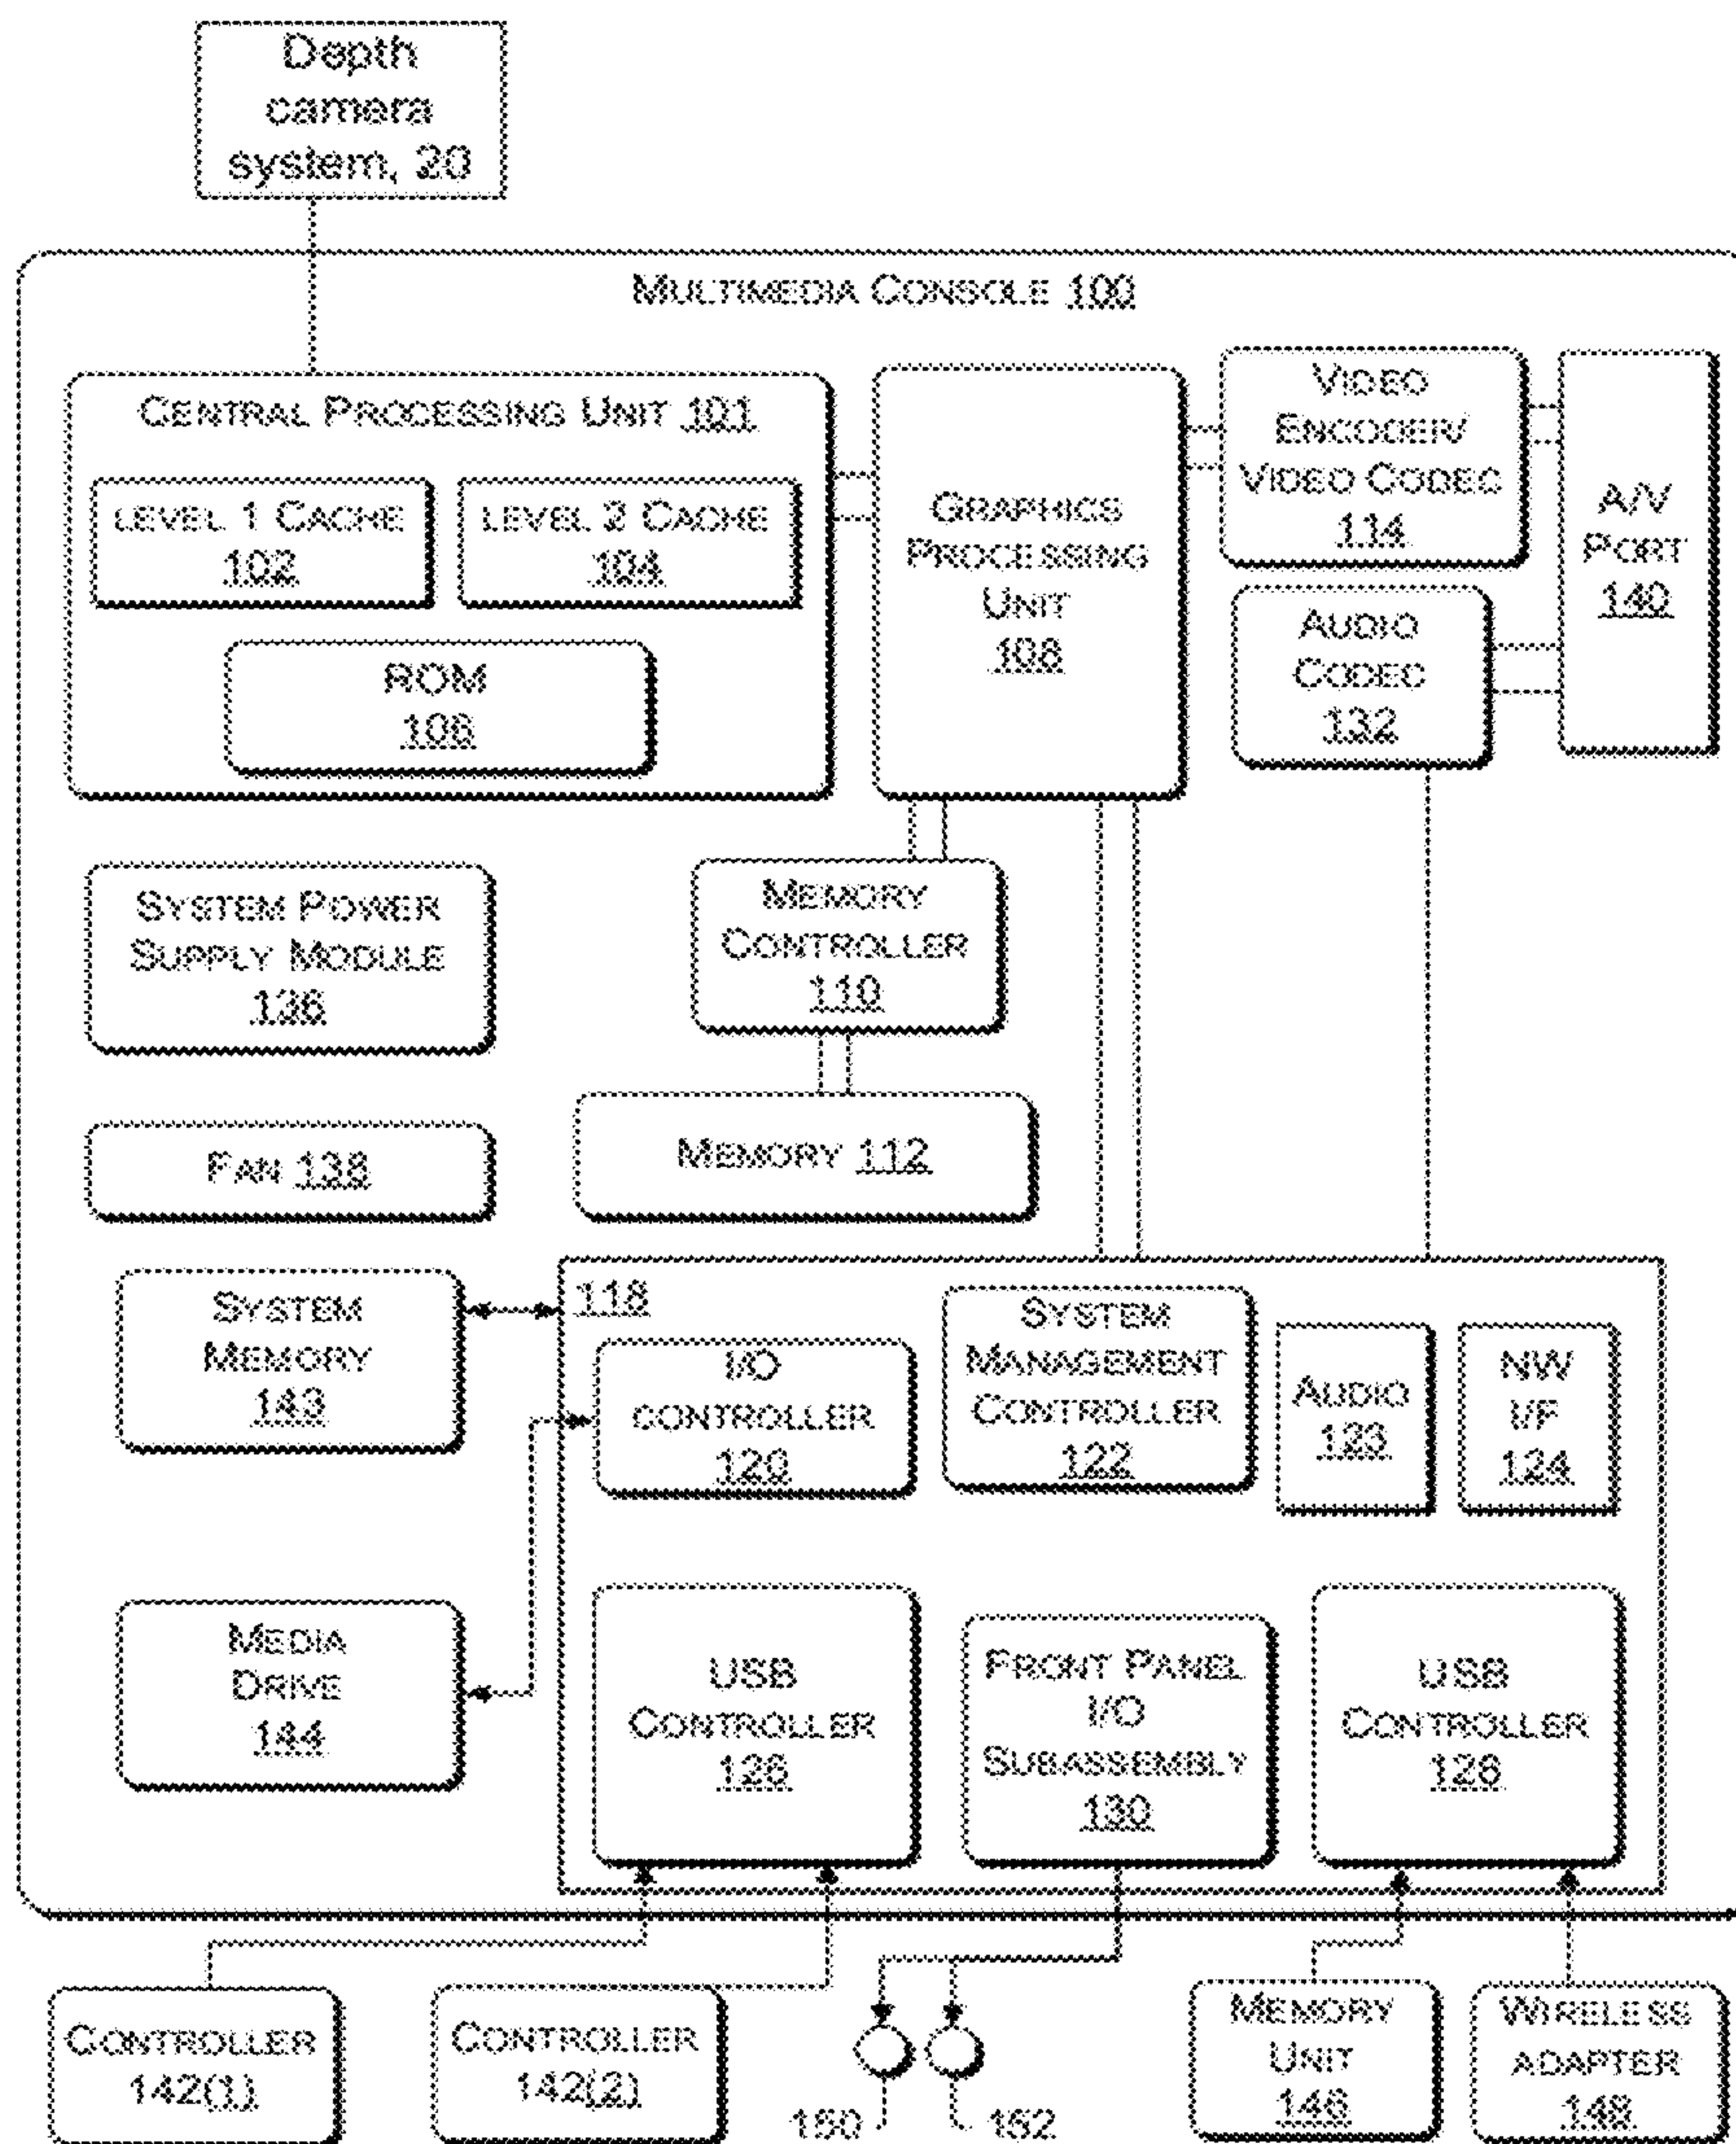 Depth
camera
system, 20
MULTIMEDIA CONSOLE 100
CENTRAL PROCESSING UNIT 101
LEVEL 1 CACHE
102
LEVEL 2 CACHE
104
ROM
106
GRAPHICS
PROCESSING
UNIT
108
VIDEO
ENCODER/
VIDEO CODEC
114
AUDIO
CODEC
132
A/V
PORT
140
SYSTEM POWER
SUPPLY MODULE
136
MEMORY
CONTROLLER
110
FAN 138
MEMORY 112
SYSTEM
MEMORY
143
118
I/O
CONTROLLER
120
SYSTEM
MANAGEMENT
CONTROLLER
122
AUDIO
123
NW
I/F
124
MEDIA
DRIVE
144
USB
CONTROLLER
126
FRONT PANEL
I/O
SUBASSEMBLY
130
USB
CONTROLLER
128
CONTROLLER
142(1)
CONTROLLER
142(2)
150
152
MEMORY
UNIT
146
WIRELESS
ADAPTER
148